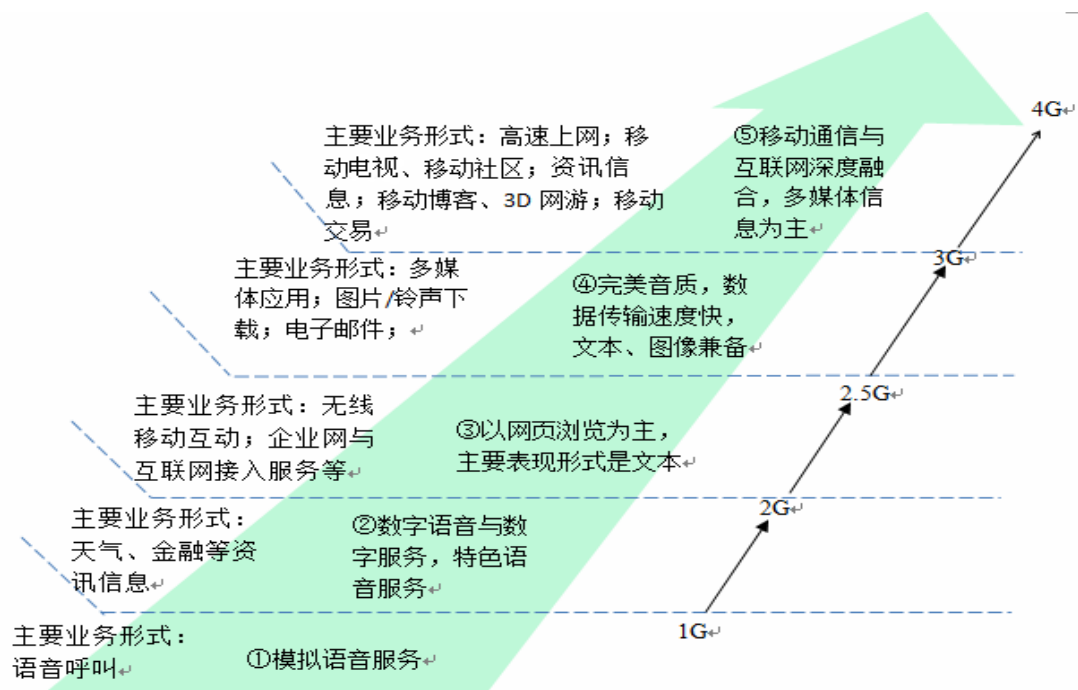 4G
主要业务形式：高速上网；移
动电视、移动社区；资讯信
息；移动博客、3D 网游；移动
交易
⑤移动通信与
互联网深度融
合，多媒体信
息为主
3G
主要业务形式：多媒
体应用；图片/铃声下
载；电子邮件；
④完美音质，数
据传输速度快，
文本、图像兼备
2.5G
主要业务形式：无线
移动互动；企业网与
互联网接入服务等
③以网页浏览为主，
主要表现形式是文本
2G
主要业务形式：
天气、金融等资
讯信息
②数字语音与数
字服务，特色语
音服务
1G
主要业务形式：
语音呼叫
①模拟语音服务